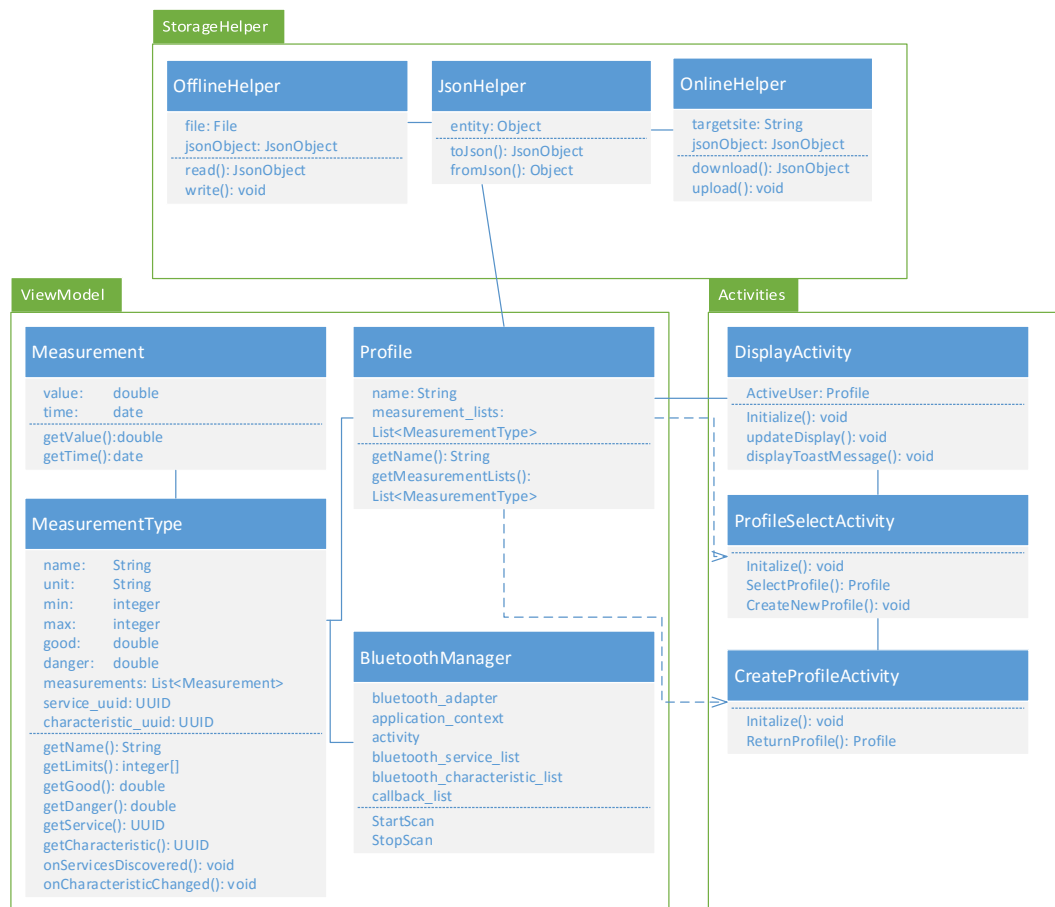 StorageHelper
OfflineHelper
file: File
jsonObject: JsonObject
read(): JsonObject
write(): void
JsonHelper
entity: Object
toJson(): JsonObject
fromJson(): Object
OnlineHelper
targetsite: String
jsonObject: JsonObject
download(): JsonObject
upload(): void
ViewModel
Measurement
value: double
time: date
getValue():double
getTime():date
MeasurementType
name: String
unit: String
min: integer
max: integer
good: double
danger: double
measurements: List<Measurement>
service_uuid: UUID
characteristic_uuid: UUID
getName(): String
getLimits(): integer[]
getGood(): double
getDanger(): double
getService(): UUID
getCharacteristic(): UUID
onServicesDiscovered(): void
onCharacteristicChanged(): void
Profile
name: String
measurement_lists:
List<MeasurementType>
getName(): String
getMeasurementLists():
List<MeasurementType>
BluetoothManager
bluetooth_adapter
application_context
activity
bluetooth_service_list
bluetooth_characteristic_list
callback_list
StartScan
StopScan
Activities
DisplayActivity
ActiveUser: Profile
Initialize(): void
updateDisplay(): void
displayToastMessage(): void
ProfileSelectActivity
Initalize(): void
SelectProfile(): Profile
CreateNewProfile(): void
CreateProfileActivity
Initalize(): void
ReturnProfile(): Profile